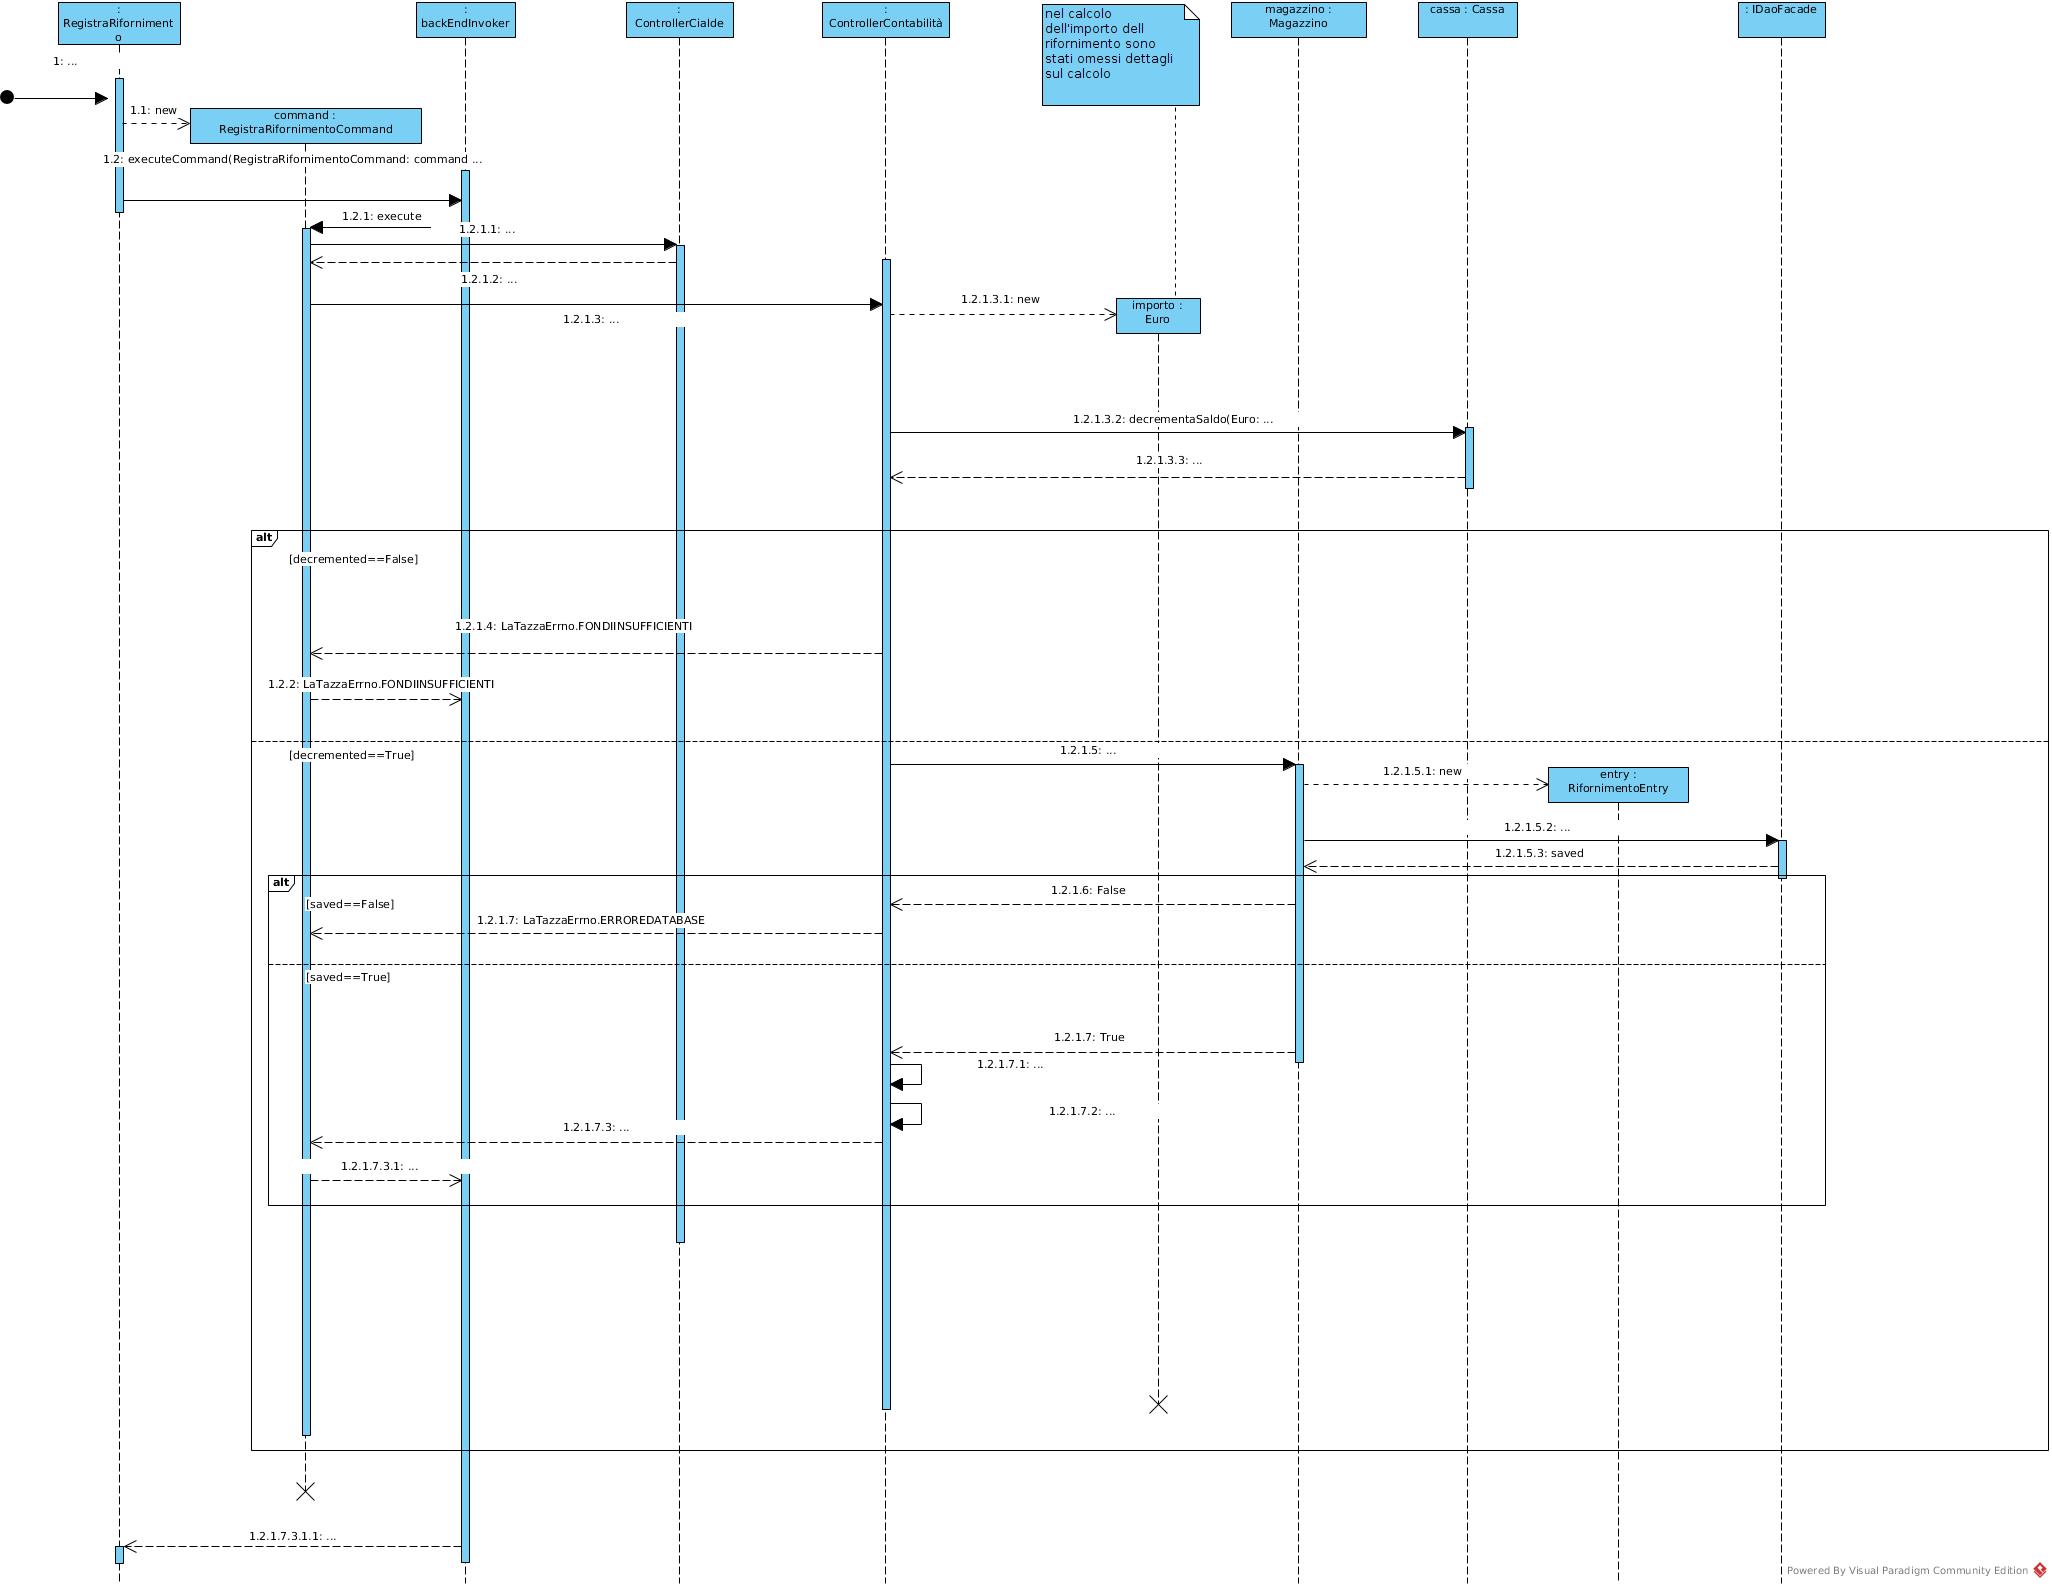 :
RegistraRiforniment
o
:
backEndInvoker
:
ControllerCialde
:
ControllerContabilità
nel calcolo
dell'importo dell
rifornimento sono
stati omessi dettagli
sul calcolo
magazzino :
Magazzino
cassa : Cassa
: IDaoFacade
1: ...
1.1: new
command :
RegistraRifornimentoCommand
1.2: executeCommand(RegistraRifornimentoCommand: command ...
1.2.1: execute
1.2.1.1: ...
1.2.1.2: ...
1.2.1.3: ...
1.2.1.3.1: new
importo :
Euro
1.2.1.3.2: decrementaSaldo(Euro: ...
1.2.1.3.3: ...
alt
[decremented==False]
1.2.1.4: LaTazzaErrno.FONDIINSUFFICIENTI
1.2.2: LaTazzaErrno.FONDIINSUFFICIENTI
[decremented==True]
1.2.1.5: ...
1.2.1.5.1: new
entry :
RifornimentoEntry
1.2.1.5.2: ...
1.2.1.5.3: saved
alt
1.2.1.6: False
[saved==False]
1.2.1.7: LaTazzaErrno.ERROREDATABASE
[saved==True]
1.2.1.7: True
1.2.1.7.1: ...
1.2.1.7.2: ...
1.2.1.7.3: ...
1.2.1.7.3.1: ...
1.2.1.7.3.1.1: ...
Powered By Visual Paradigm Community Edition